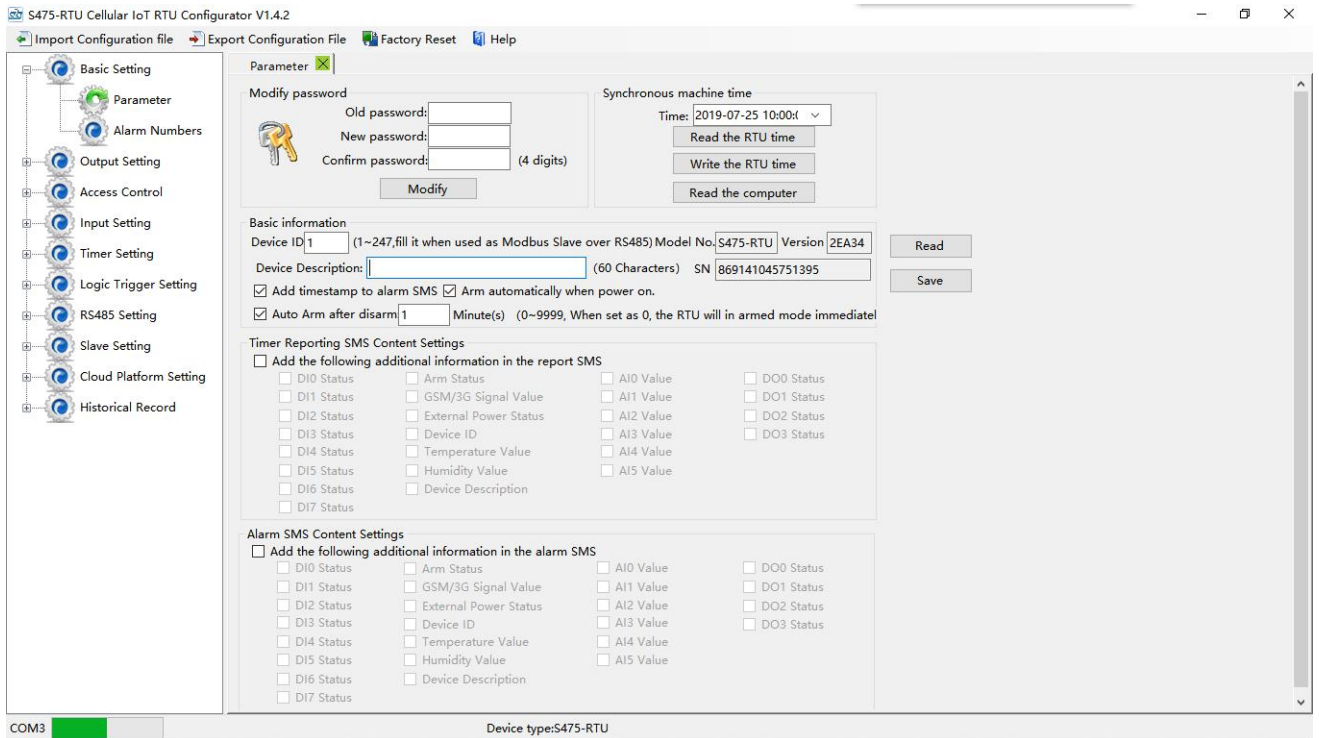 S475-RTU Cellular IoT RTU Configurator V1.4.2
Import Configuration file Export Configuration File Factory Reset Help
Basic Setting
Parameter
Alarm Numbers
Output Setting
Access Control
Input Setting
Timer Setting
Logic Trigger Setting
RS485 Setting
Slave Setting
Cloud Platform Setting
Historical Record
Parameter
Modify password
Old password:
New password:
Confirm password: (4 digits)
Modify
Synchronous machine time
Time: 2019-07-25 10:00:(
Read the RTU time
Write the RTU time
Read the computer
Basic information
Device ID 1 (1~247,fill it when used as Modbus Slave over RS485) Model No. S475-RTU Version 2EA34
Device Description: (60 Characters) SN 869141045751395
Add timestamp to alarm SMS Arm automatically when power on.
Auto Arm after disarm 1 Minute(s) (0~9999, When set as 0, the RTU will in armed mode immediatel
Read
Save
Timer Reporting SMS Content Settings
Add the following additional information in the report SMS
DI0 Status Arm Status AI0 Value DO0 Status
DI1 Status GSM/3G Signal Value AI1 Value DO1 Status
DI2 Status External Power Status AI2 Value DO2 Status
DI3 Status Device ID AI3 Value DO3 Status
DI4 Status Temperature Value AI4 Value
DI5 Status Humidity Value AI5 Value
DI6 Status Device Description
DI7 Status
Alarm SMS Content Settings
Add the following additional information in the alarm SMS
DI0 Status Arm Status AI0 Value DO0 Status
DI1 Status GSM/3G Signal Value AI1 Value DO1 Status
DI2 Status External Power Status AI2 Value DO2 Status
DI3 Status Device ID AI3 Value DO3 Status
DI4 Status Temperature Value AI4 Value
DI5 Status Humidity Value AI5 Value
DI6 Status Device Description
DI7 Status
COM3 Device type:S475-RTU